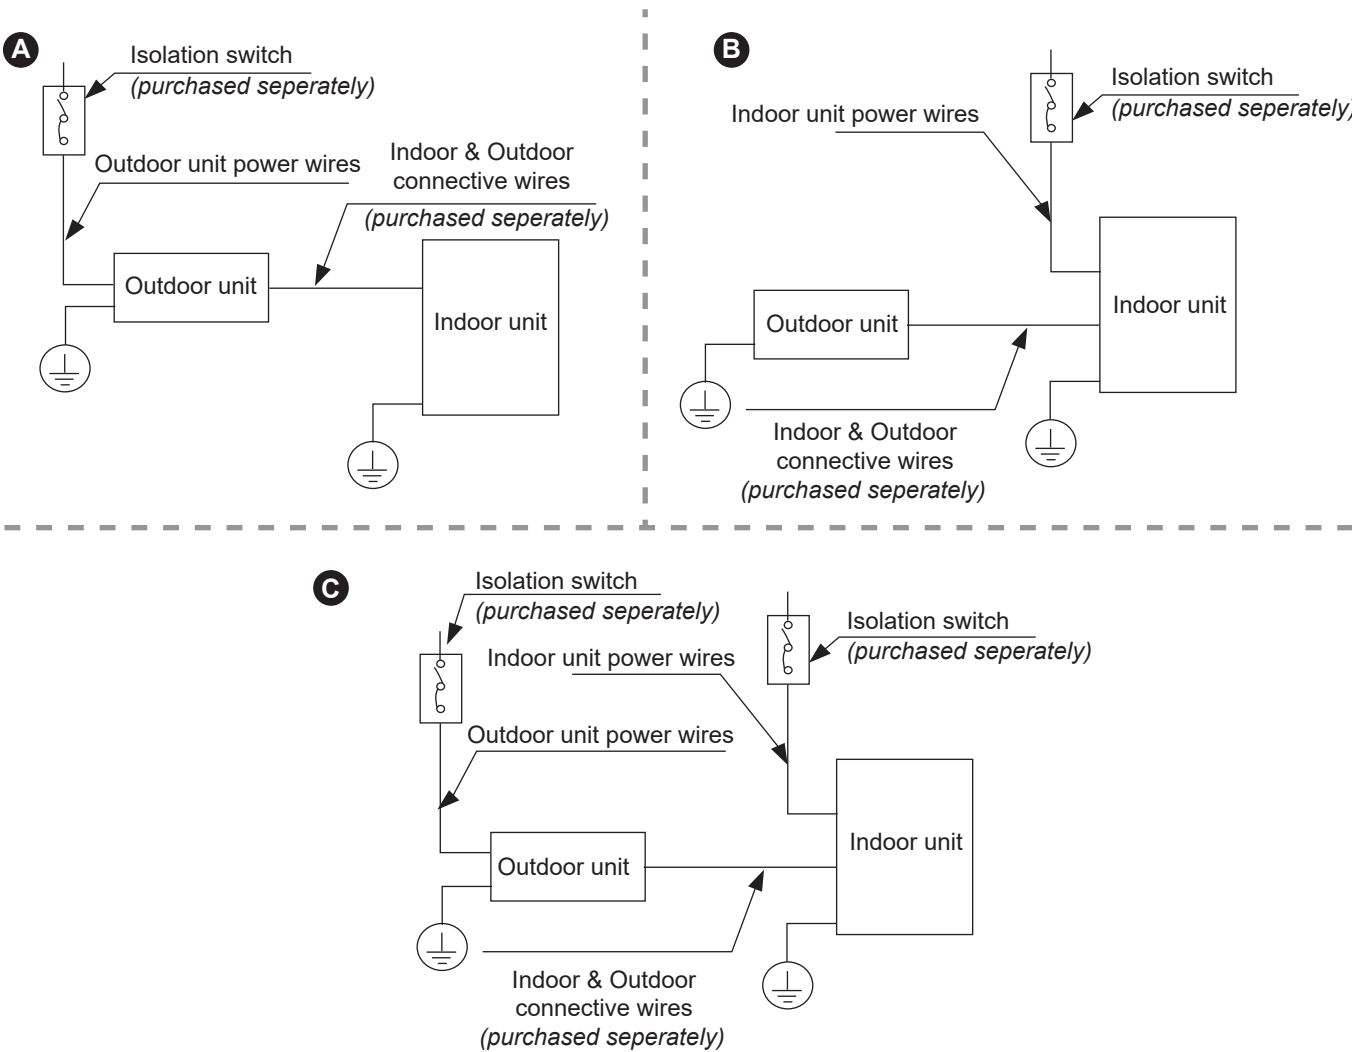 A
Isolation switch
(purchased seperately)
Outdoor unit power wires
Indoor & Outdoor
connective wires
(purchased seperately)
Outdoor unit
Indoor unit
B
Isolation switch
(purchased seperately)
Indoor unit power wires
Indoor unit
Outdoor unit
Indoor & Outdoor
connective wires
(purchased seperately)
C
Isolation switch
(purchased seperately)
Isolation switch
(purchased seperately)
Indoor unit power wires
Outdoor unit power wires
Indoor unit
Outdoor unit
Indoor & Outdoor
connective wires
(purchased seperately)